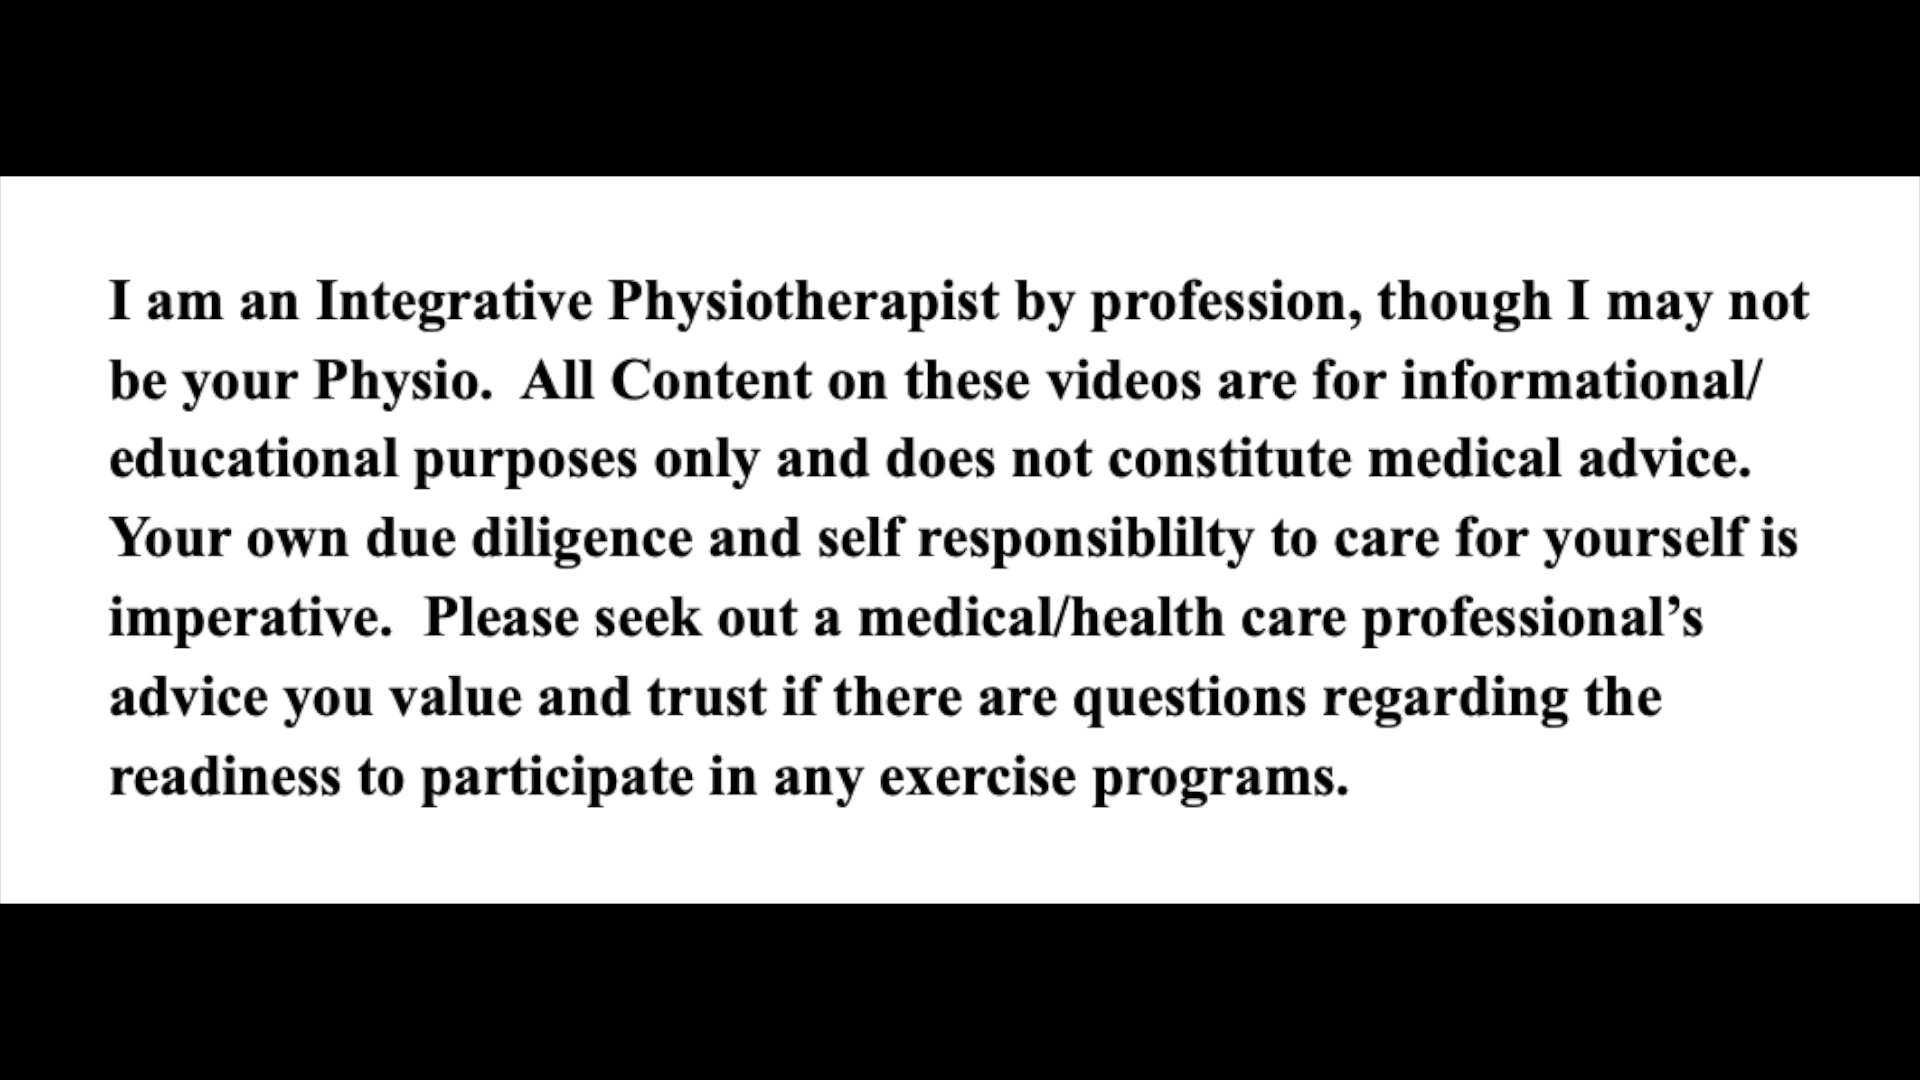 I am an Integrative Physiotherapist by profession, though I may not
be your Physio.  All Content on these videos are for informational/
educational purposes only and does not constitute medical advice.
Your own due diligence and self responsiblilty to care for yourself is
imperative.  Please seek out a medical/health care professional’s
advice you value and trust if there are questions regarding the
readiness to participate in any exercise programs.